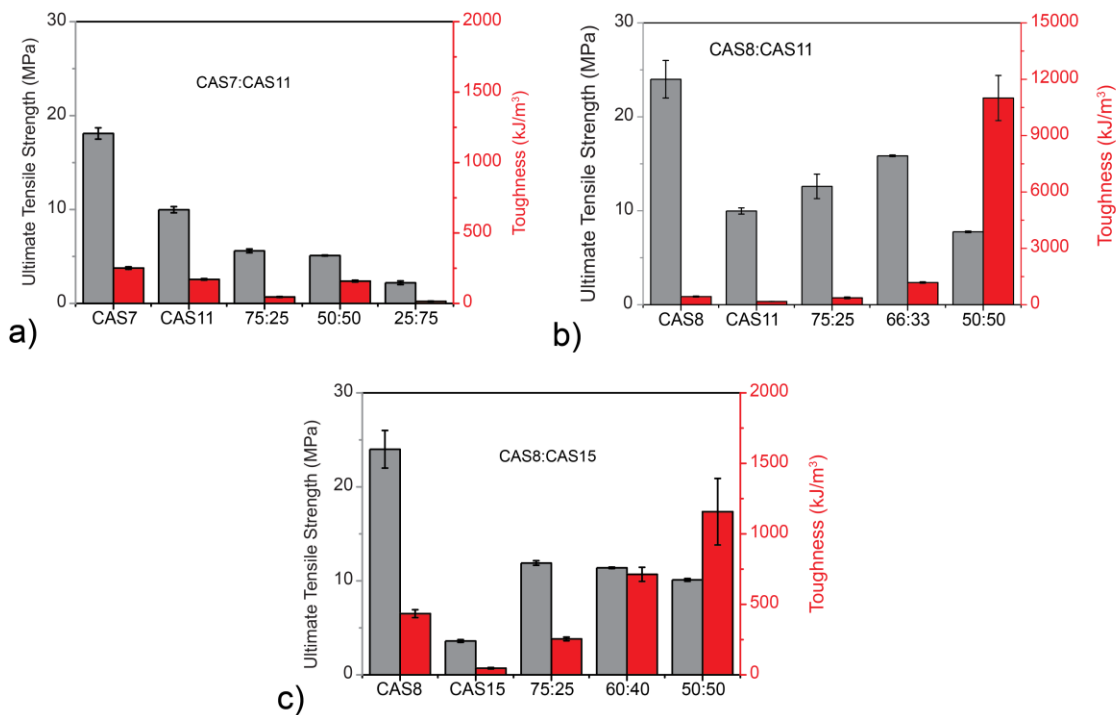 CAS7:CAS11
Ultimate Tensile Strength (MPa)
30
20
10
0
2000
1500
1000
500
0
Toughness (kJ/m³)
CAS7 CAS11 75:25 50:50 25:75
a)
CAS8:CAS11
Ultimate Tensile Strength (MPa)
30
20
10
0
15000
12000
9000
6000
3000
0
Toughness (kJ/m³)
CAS8 CAS11 75:25 66:33 50:50
b)
CAS8:CAS15
Ultimate Tensile Strength (MPa)
30
20
10
0
2000
1500
1000
500
0
Toughness (kJ/m³)
CAS8 CAS15 75:25 60:40 50:50
c)